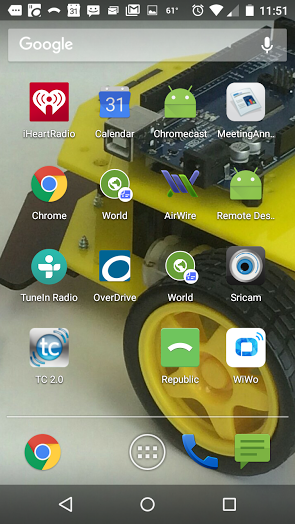 31
61°
11:51
Google
31
iHeartRadio Calendar Chromecast MeetingAnn..
Chrome World AirWire Remote Des..
TuneIn Radio OverDrive World Sricam
tc
TC 2.0 Republic WiWo